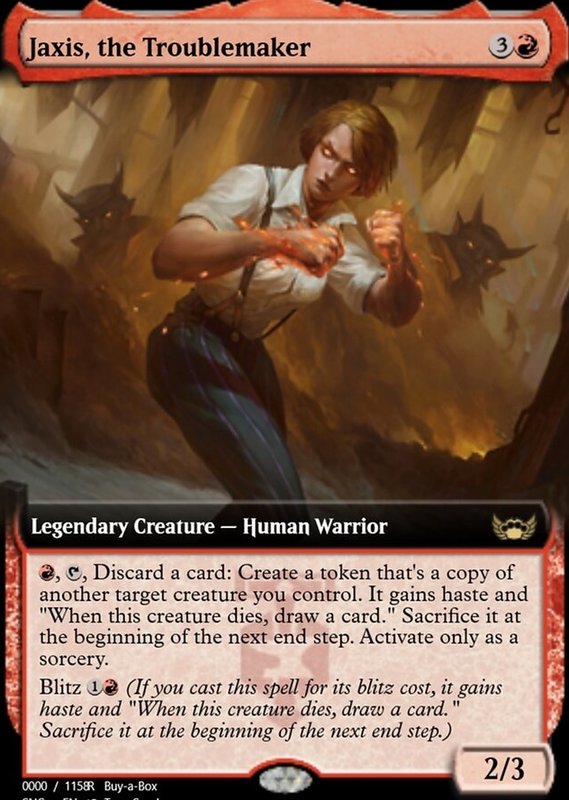 Jaxis, the Troublemaker 3
Legendary Creature — Human Warrior
, , Discard a card: Create a token that's a copy of
another target creature you control. It gains haste and
"When this creature dies, draw a card." Sacrifice it at
the beginning of the next end step. Activate only as a
sorcery.
Blitz 1 (If you cast this spell for its blitz cost, it gains
haste and "When this creature dies, draw a card."
Sacrifice it at the beginning of the next end step.)
2/3
0000 / 1158R Buy-a-Box